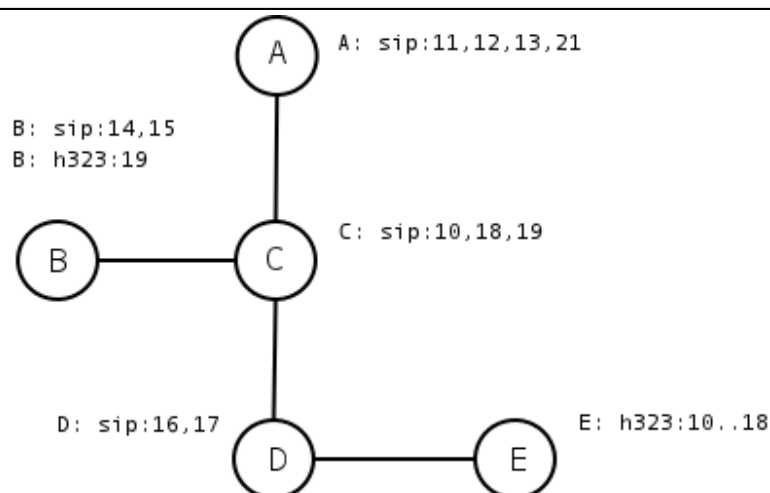 A
A: sip:11,12,13,21
B: sip:14,15
B: h323:19
B
C
C: sip:10,18,19
D: sip:16,17
D
E
E: h323:10..18